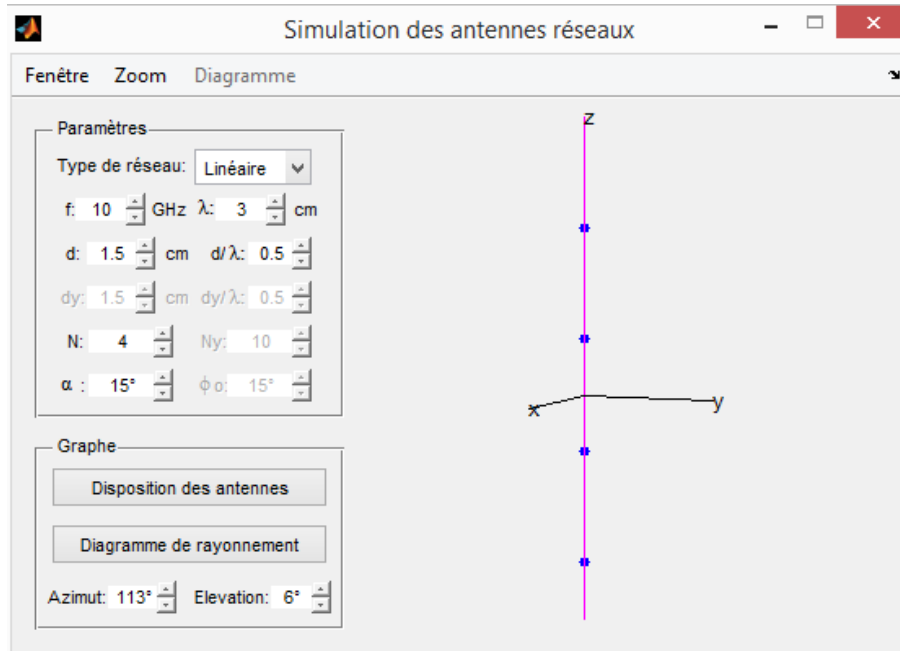 Simulation des antennes réseaux
Fenêtre Zoom Diagramme
Paramètres
Type de réseau: Linéaire
f: 10 GHz λ: 3 cm
d: 1.5 cm d/λ: 0.5
dy: 1.5 cm dy/λ: 0.5
N: 4 Ny: 10
α : 15° ϕo: 15°
Graphe
Disposition des antennes
Diagramme de rayonnement
Azimut: 113° Elevation: 6°
z
x
y